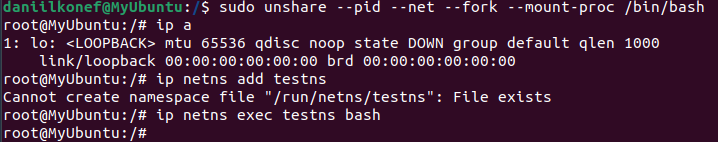 daniilkonef@MyUbuntu:/$ sudo unshare --pid --net --fork --mount-proc /bin/bash
root@MyUbuntu:/# ip a
1: lo: <LOOPBACK> mtu 65536 qdisc noop state DOWN group default qlen 1000
    link/loopback 00:00:00:00:00:00 brd 00:00:00:00:00:00
root@MyUbuntu:/# ip netns add testns
Cannot create namespace file "/run/netns/testns": File exists
root@MyUbuntu:/# ip netns exec testns bash
root@MyUbuntu:/#